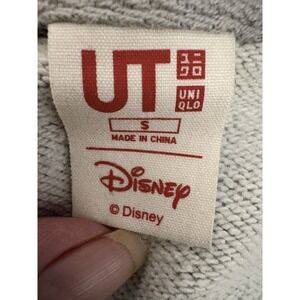 UT
ユニ
クロ
UNI
QLO
S
MADE IN CHINA
Disney
© Disney